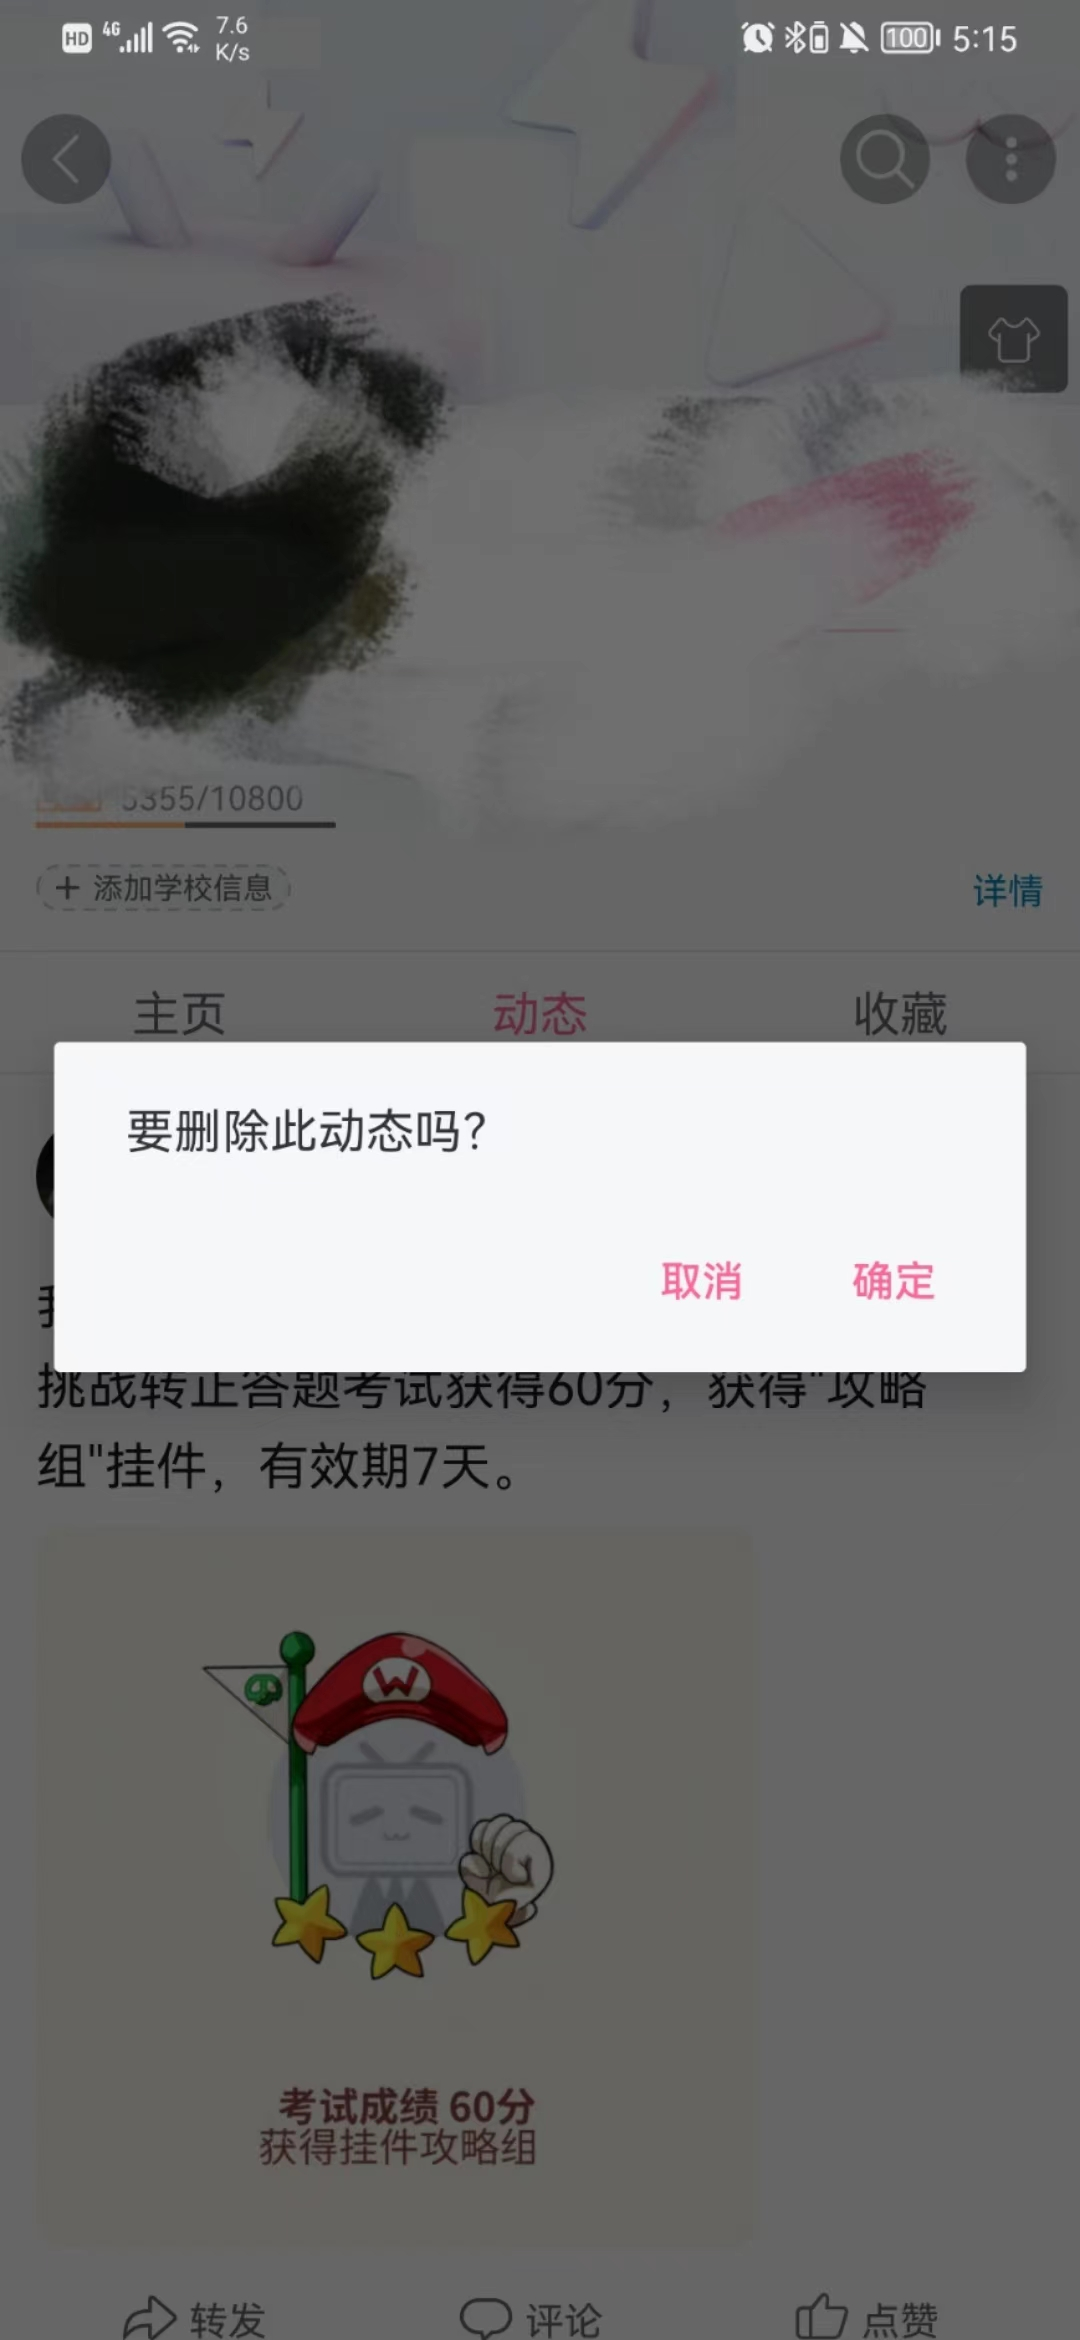 HD 4G 7.6 K/s 100 5:15
5355/10800
+ 添加学校信息
详情
主页 动态 收藏
要删除此动态吗?
取消 确定
挑战转正答题考试获得60分，获得"攻略
组"挂件，有效期7天。
W
考试成绩 60分
获得挂件攻略组
转发 评论 点赞